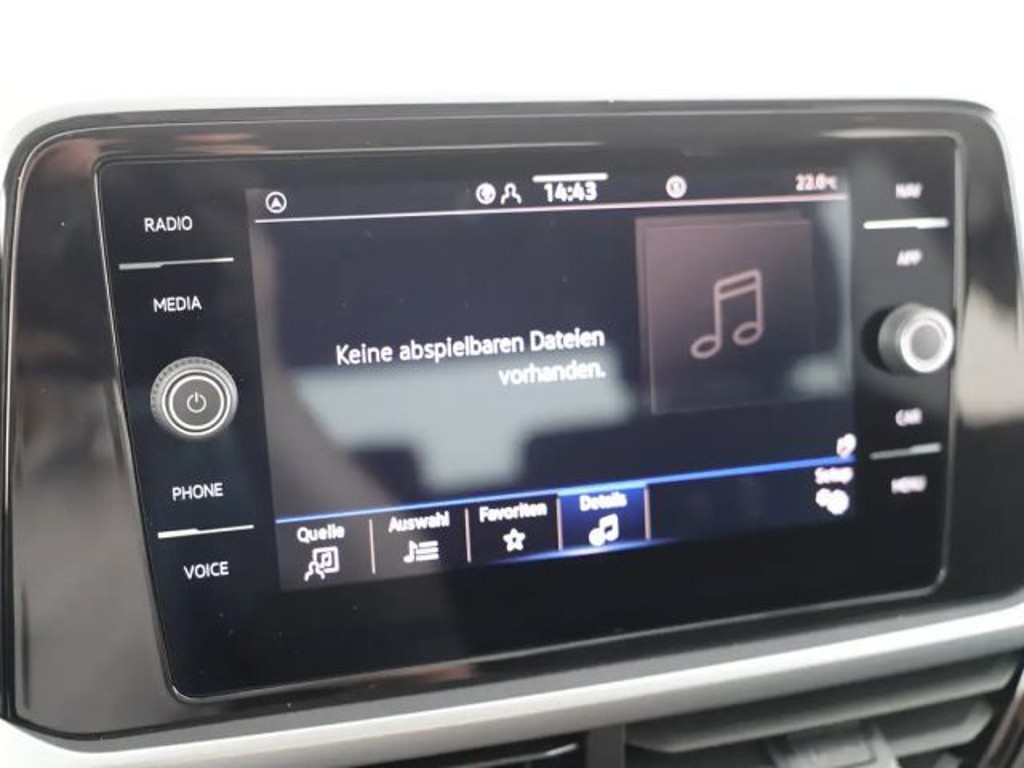 14:43
22.0°C
RADIO
MEDIA
PHONE
VOICE
Keine abspielbaren Dateien
vorhanden.
Quelle
Auswahl
Favoriten
Details
Setup
NAV
APP
CAR
MENU